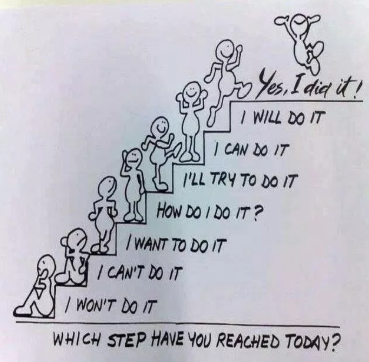 Yes, I did it!
I WILL DO IT
I CAN DO IT
I'LL TRY TO DO IT
HOW DO I DO IT?
I WANT TO DO IT
I CAN'T DO IT
I WON'T DO IT
WHICH STEP HAVE YOU REACHED TODAY?